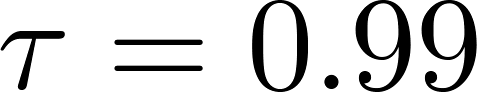 τ = 0.99